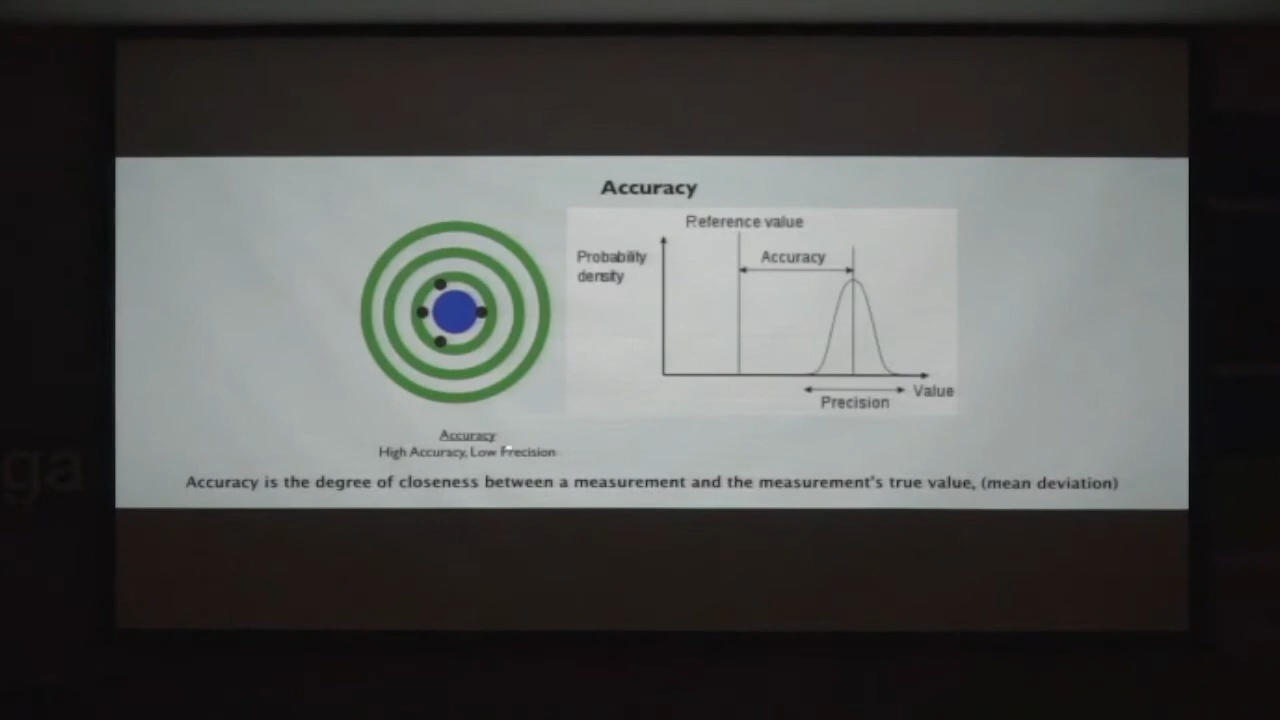 Accuracy
Reference value
Probability
density
Accuracy
Value
Precision
Accuracy
High Accuracy, Low Precision
Accuracy is the degree of closeness between a measurement and the measurement's true value, (mean deviation)
ga